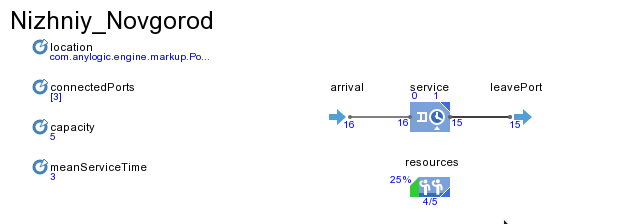 Nizhniy_Novgorod
location
com.anylogic.engine.markup.Po...
connectedPorts
[3]
capacity
5
meanServiceTime
3
arrival
service
leavePort
0 1
16 16 15 15
resources
25%
4/5